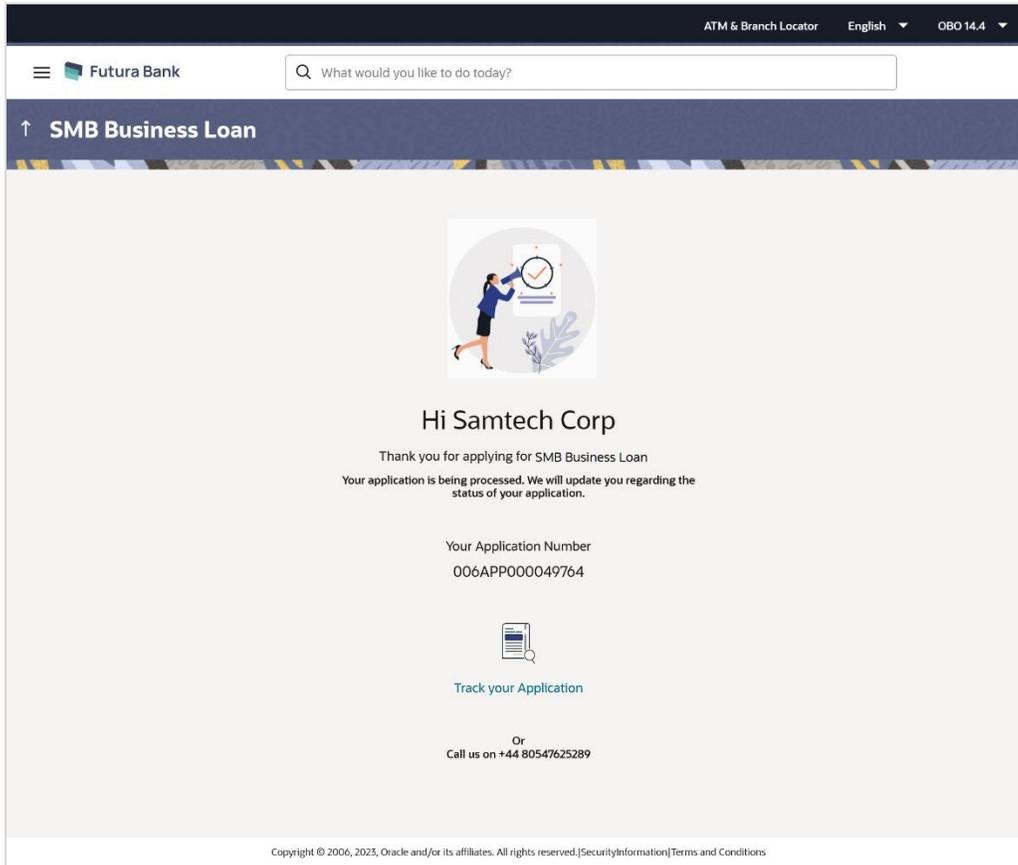 ATM & Branch Locator English OBO 14.4
Futura Bank What would you like to do today?
SMB Business Loan
Hi Samtech Corp
Thank you for applying for SMB Business Loan
Your application is being processed. We will update you regarding the
status of your application.
Your Application Number
006APP000049764
Track your Application
Or
Call us on +44 80547625289
Copyright © 2006, 2023, Oracle and/or its affiliates. All rights reserved.|SecurityInformation|Terms and Conditions